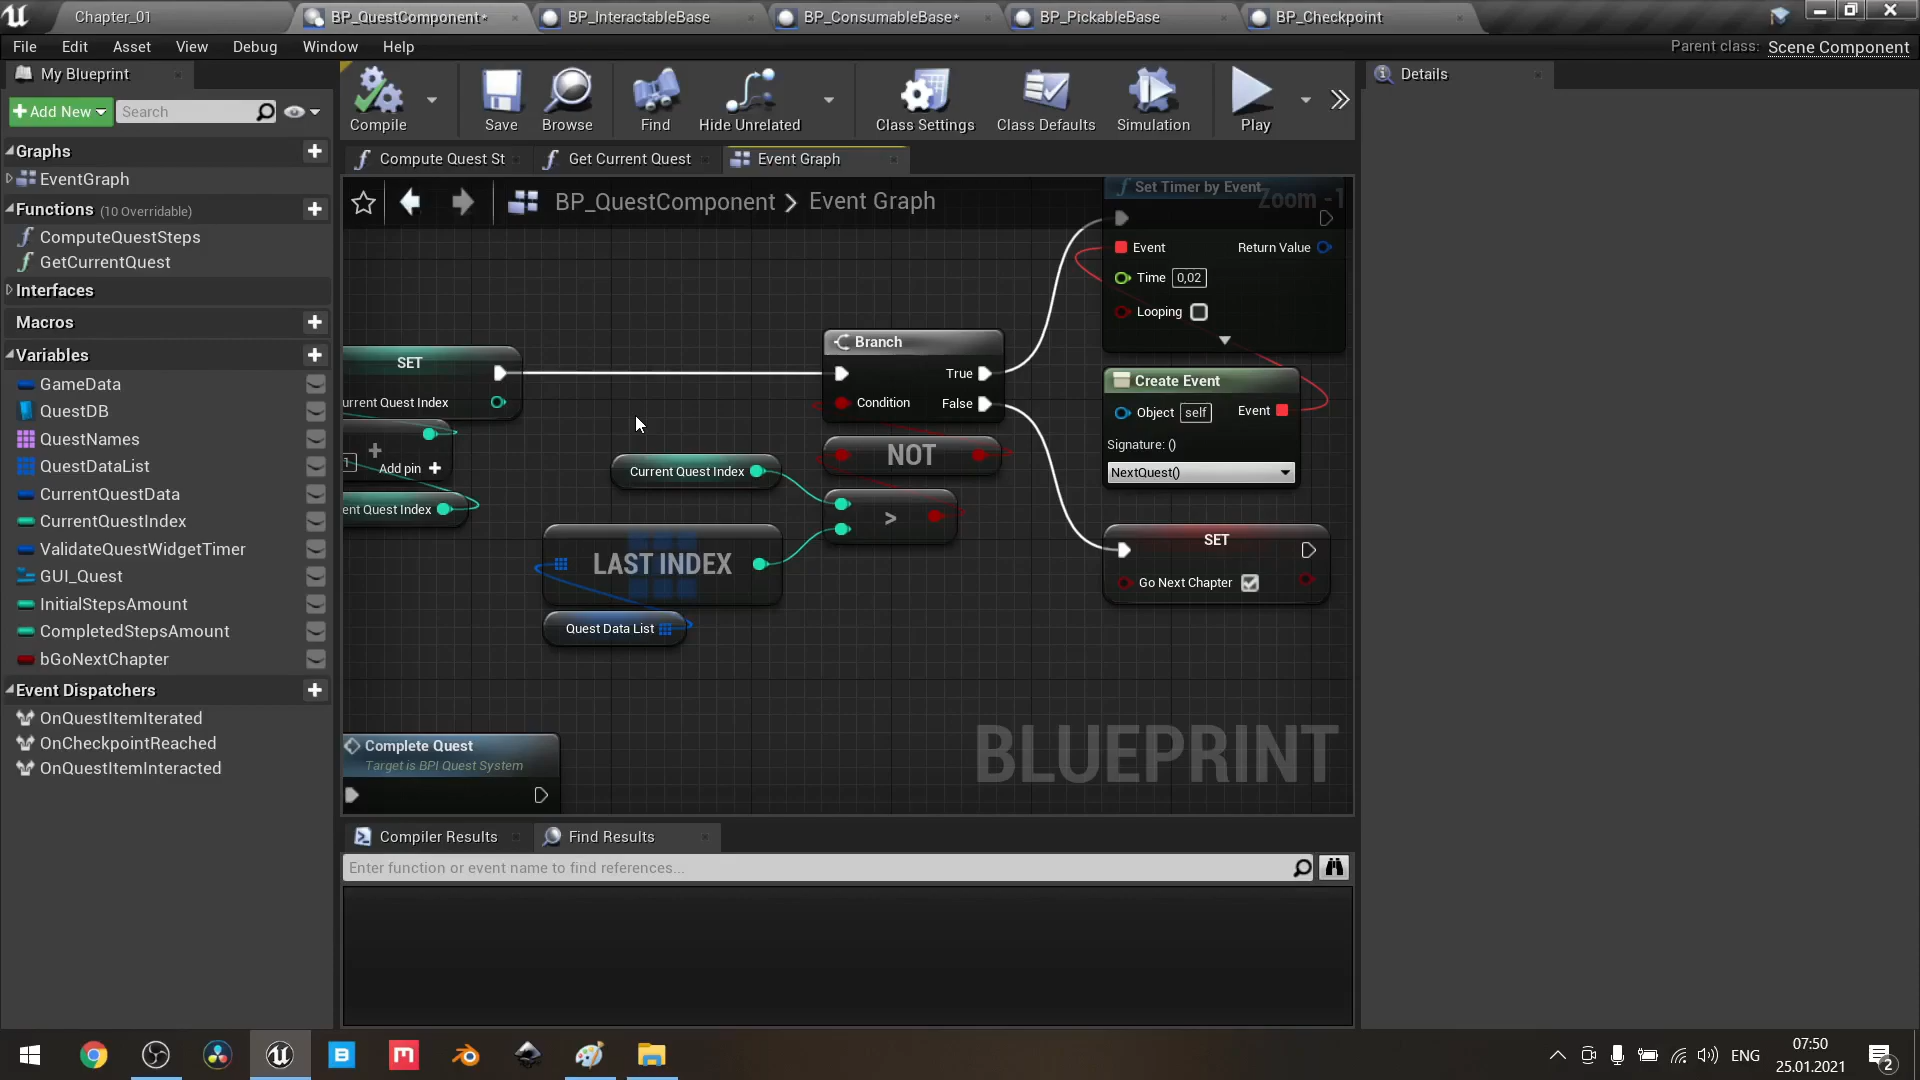 Chapter_01
BP_QuestComponent*
BP_InteractableBase
BP_ConsumableBase*
BP_PickableBase
BP_Checkpoint
File Edit Asset View Debug Window Help
Parent class: Scene Component
My Blueprint
Add New
Search
Graphs
EventGraph
Functions (10 Overridable)
ComputeQuestSteps
GetCurrentQuest
Interfaces
Macros
Variables
GameData
QuestDB
QuestNames
QuestDataList
CurrentQuestData
CurrentQuestIndex
ValidateQuestWidgetTimer
GUI_Quest
InitialStepsAmount
CompletedStepsAmount
bGoNextChapter
Event Dispatchers
OnQuestItemIterated
OnCheckpointReached
OnQuestItemInteracted
Compile
Save
Browse
Find
Hide Unrelated
Class Settings
Class Defaults
Simulation
Play
Compute Quest St
Get Current Quest
Event Graph
BP_QuestComponent > Event Graph
Zoom -1
Set Timer by Event
Event
Return Value
Time 0,02
Looping
SET
urrent Quest Index
Add pin
ent Quest Index
Branch
True
Condition
False
NOT
Current Quest Index
>
LAST INDEX
Quest Data List
Create Event
Object self
Event
Signature: ()
NextQuest()
SET
Go Next Chapter
Complete Quest
Target is BPI Quest System
BLUEPRINT
Compiler Results
Find Results
Enter function or event name to find references...
Details
ENG
07:50
25.01.2021
2